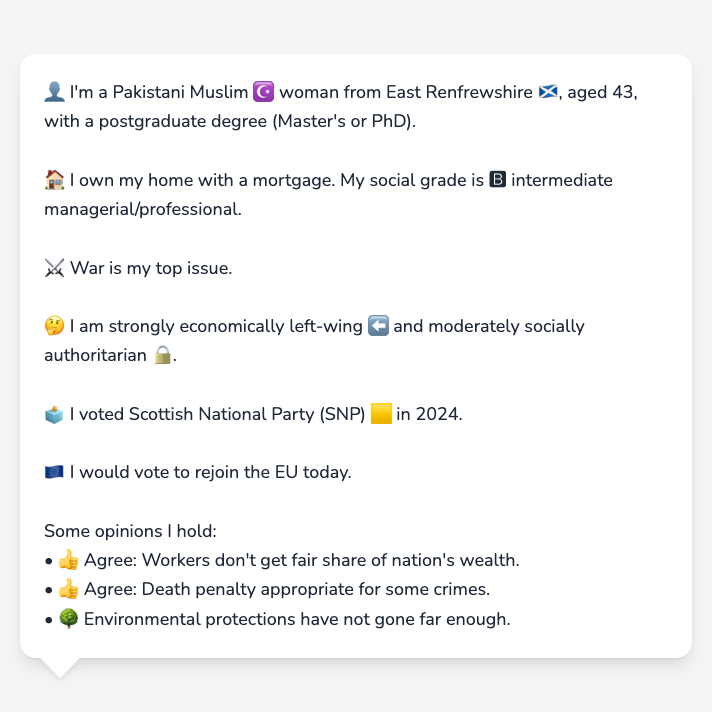 👤 I'm a Pakistani Muslim ☪️ woman from East Renfrewshire 🏴󠁧󠁢󠁳󠁣󠁴󠁿, aged 43,
with a postgraduate degree (Master's or PhD).
🏠 I own my home with a mortgage. My social grade is 🅱 intermediate
managerial/professional.
⚔️ War is my top issue.
🤔 I am strongly economically left-wing ⬅️ and moderately socially
authoritarian 🔒.
🗳️ I voted Scottish National Party (SNP) 🟨 in 2024.
🇪🇺 I would vote to rejoin the EU today.
Some opinions I hold:
• 👍 Agree: Workers don't get fair share of nation's wealth.
• 👍 Agree: Death penalty appropriate for some crimes.
• 🌳 Environmental protections have not gone far enough.